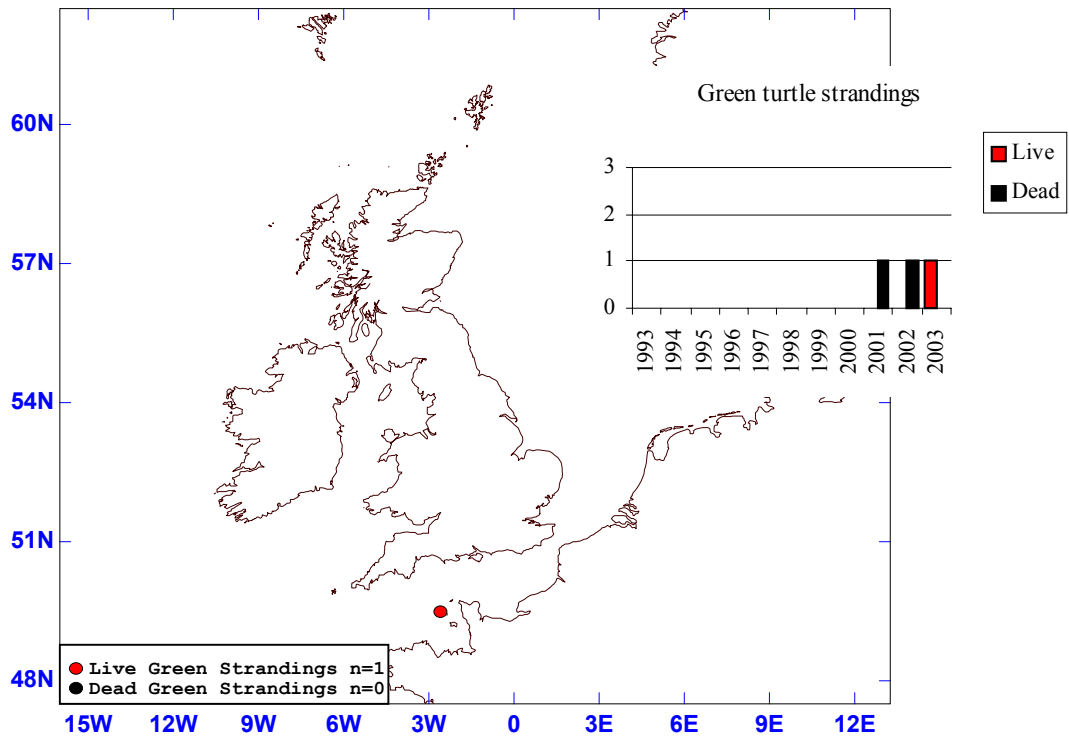 Green turtle strandings
60N
57N
54N
51N
48N
3
2
1
0
1993
1994
1995
1996
1997
1998
1999
2000
2001
2002
2003
Live
Dead
Live Green Strandings n=1
Dead Green Strandings n=0
15W 12W 9W 6W 3W 0 3E 6E 9E 12E